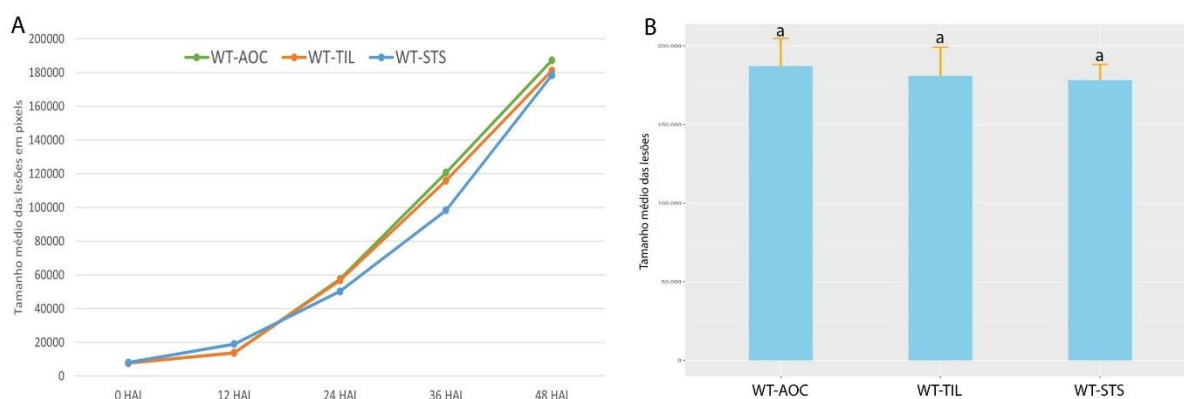 A
Tamanho médio das lesões em pixels
200000
180000
160000
140000
120000
100000
80000
60000
40000
20000
0
WT-AOC WT-TIL WT-STS
0 HAI 12 HAI 24 HAI 36 HAI 48 HAI
B
Tamanho médio das lesões
200.000
150.000
100.000
50.000
0
a a a
WT-AOC WT-TIL WT-STS